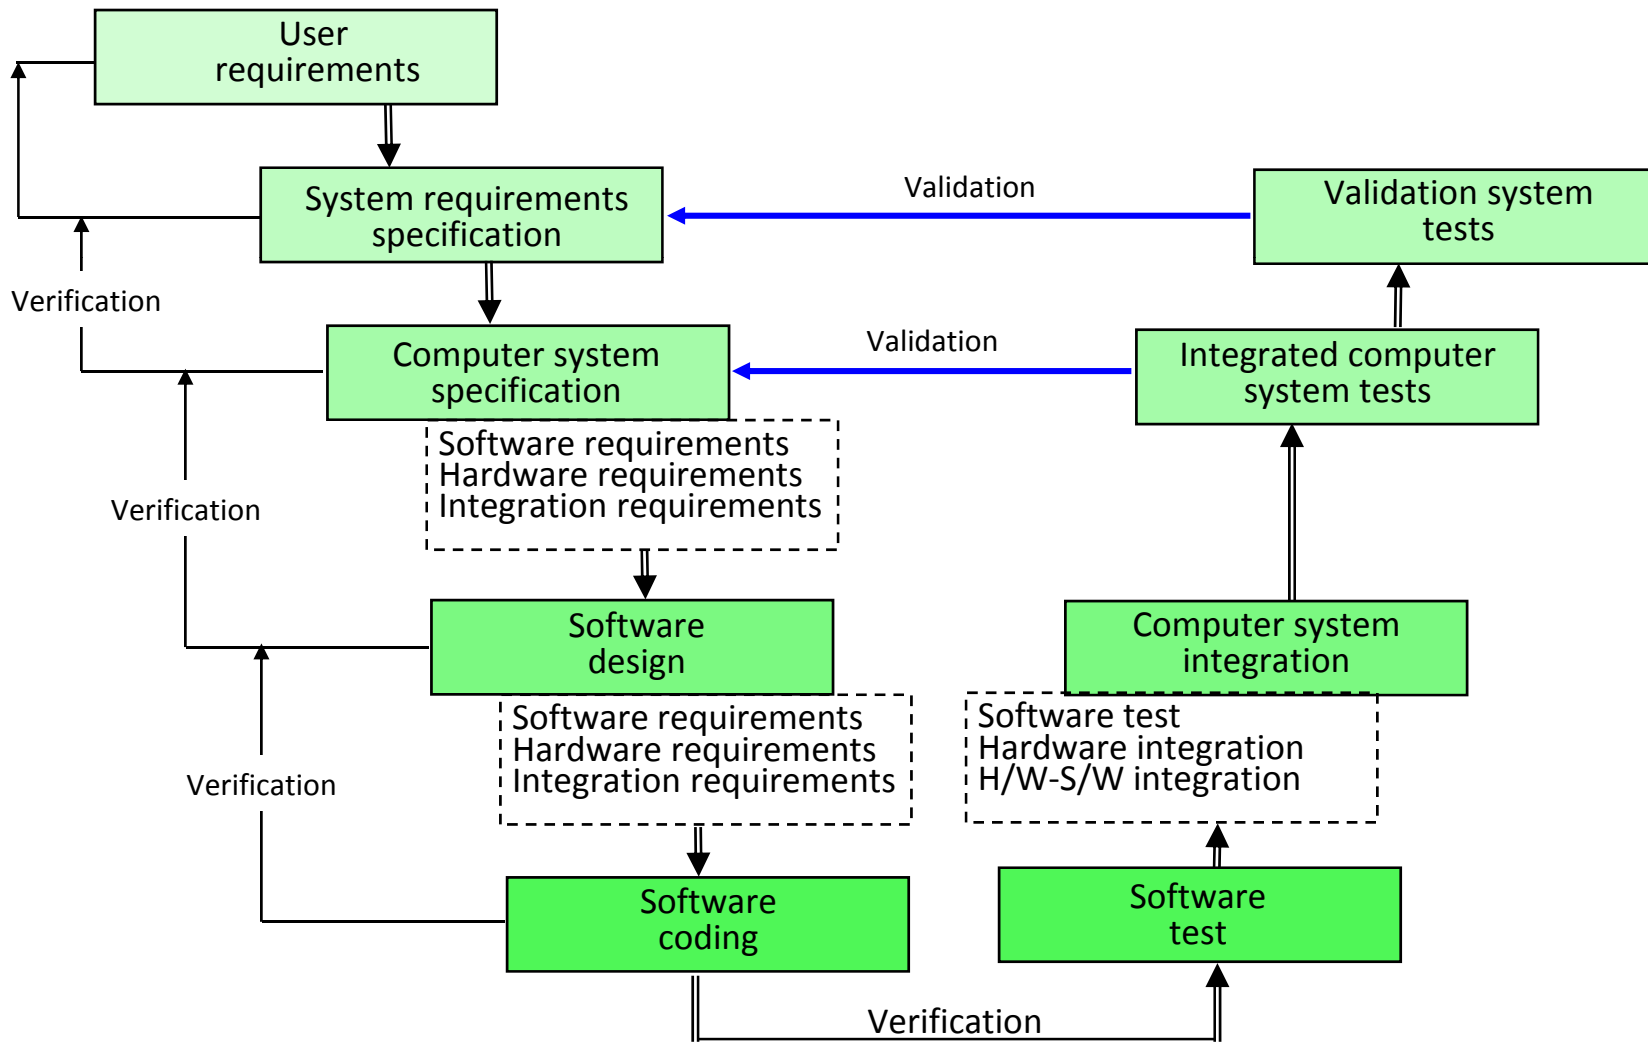 User
requirements
System requirements
specification
Validation
Validation system
tests
Verification
Computer system
specification
Validation
Integrated computer
system tests
Software requirements
Hardware requirements
Integration requirements
Verification
Software
design
Computer system
integration
Software requirements
Hardware requirements
Integration requirements
Software test
Hardware integration
H/W-S/W integration
Verification
Software
coding
Software
test
Verification